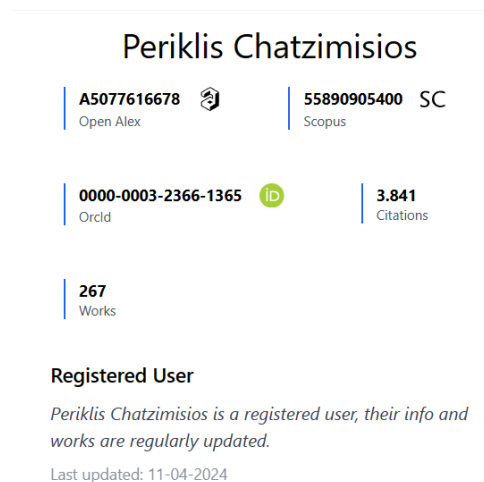 Periklis Chatzimisios
A5077616678
Open Alex
55890905400 SC
Scopus
0000-0003-2366-1365 iD
OrcId
3.841
Citations
267
Works
Registered User
Periklis Chatzimisios is a registered user, their info and
works are regularly updated.
Last updated: 11-04-2024